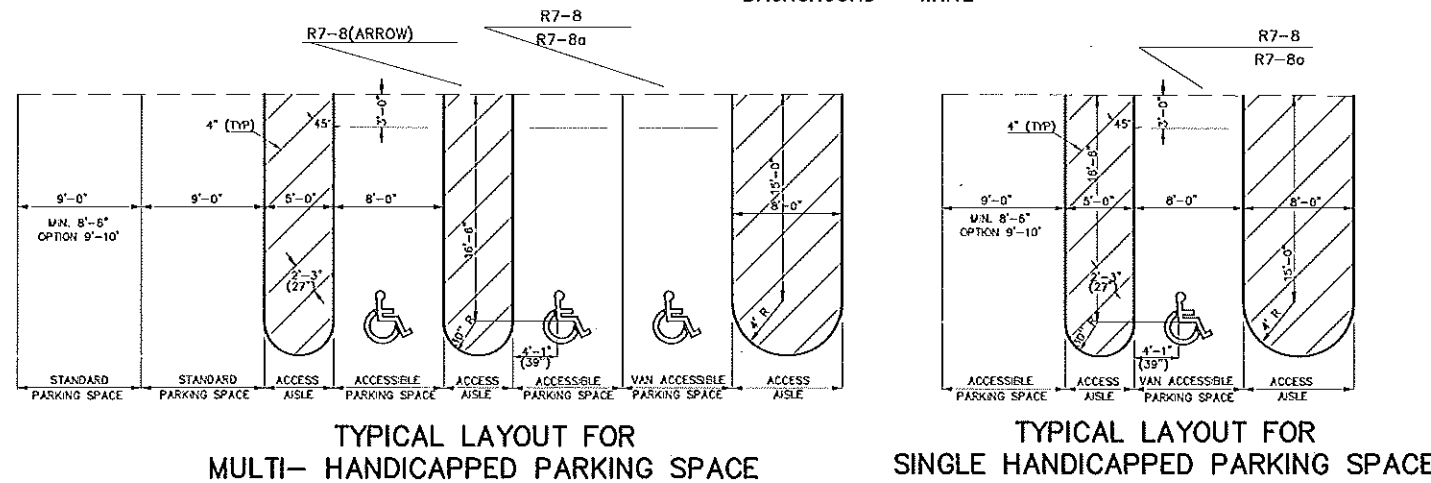 R7-8(ARROW)
R7-8
R7-8a
4" (TYP)
45°
3'-0"
9'-0"
MIN. 8'-6"
OPTION 9'-10"
9'-0"
5'-0"
8'-0"
16'-6"
15'-0"
8'-0"
2'-3"
(27")
30" R
4'-1"
(39")
4' R
STANDARD
PARKING SPACE
STANDARD
PARKING SPACE
ACCESS
AISLE
ACCESSIBLE
PARKING SPACE
ACCESS
AISLE
ACCESSIBLE
PARKING SPACE
VAN ACCESSIBLE
PARKING SPACE
ACCESS
AISLE
TYPICAL LAYOUT FOR
MULTI- HANDICAPPED PARKING SPACE
R7-8
R7-8a
45°
3'-0"
16'-6"
9'-0"
MIN. 8'-6"
OPTION 9'-10"
5'-0"
8'-0"
8'-0"
2'-3"
(27")
15'-0"
30" R
4'-1"
(39")
4' R
ACCESSIBLE
PARKING SPACE
ACCESS
AISLE
VAN ACCESSIBLE
PARKING SPACE
ACCESS
AISLE
TYPICAL LAYOUT FOR
SINGLE HANDICAPPED PARKING SPACE